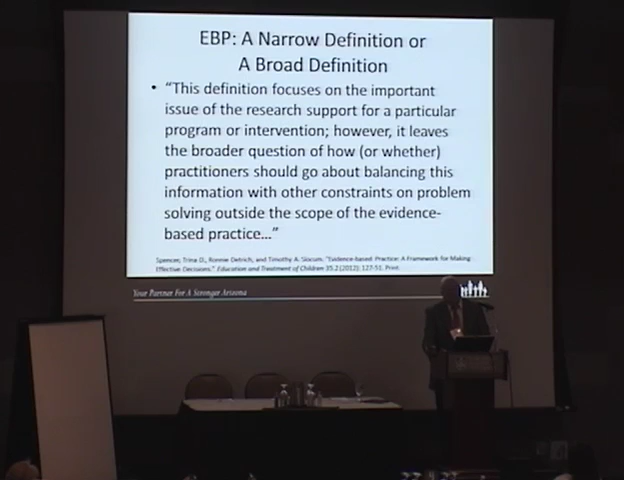 EBP: A Narrow Definition or
A Broad Definition
• “This definition focuses on the important
issue of the research support for a particular
program or intervention; however, it leaves
the broader question of how (or whether)
practitioners should go about balancing this
information with other constraints on problem
solving outside the scope of the evidence-
based practice…”
Spencer, Trina D., Ronnie Detrich, and Timothy A. Slocum. "Evidence-based Practice: A Framework for Making
Effective Decisions." Education and Treatment of Children 35.2 (2012): 127-51. Print.
Your Partner For A Stronger Arizona